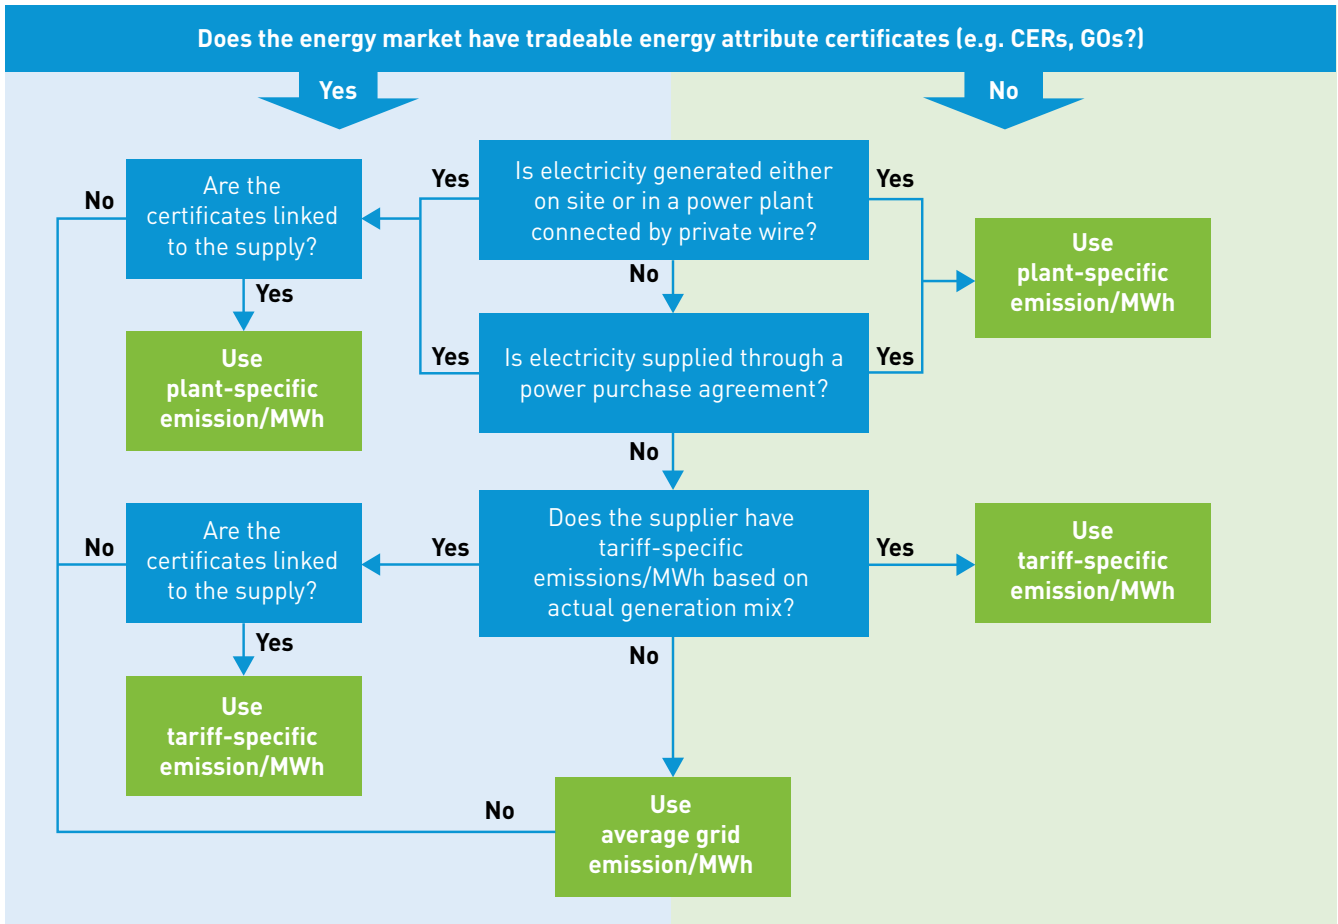 Does the energy market have tradeable energy attribute certificates (e.g. CERs, GOs?)
Yes
No
Are the
certificates linked
to the supply?
No
Yes
Use
plant-specific
emission/MWh
Is electricity generated either
on site or in a power plant
connected by private wire?
Yes
Yes
No
Use
plant-specific
emission/MWh
Is electricity supplied through a
power purchase agreement?
Yes
Yes
No
Are the
certificates linked
to the supply?
No
Yes
Use
tariff-specific
emission/MWh
Does the supplier have
tariff-specific
emissions/MWh based on
actual generation mix?
Yes
Yes
No
Use
tariff-specific
emission/MWh
No
Use
average grid
emission/MWh